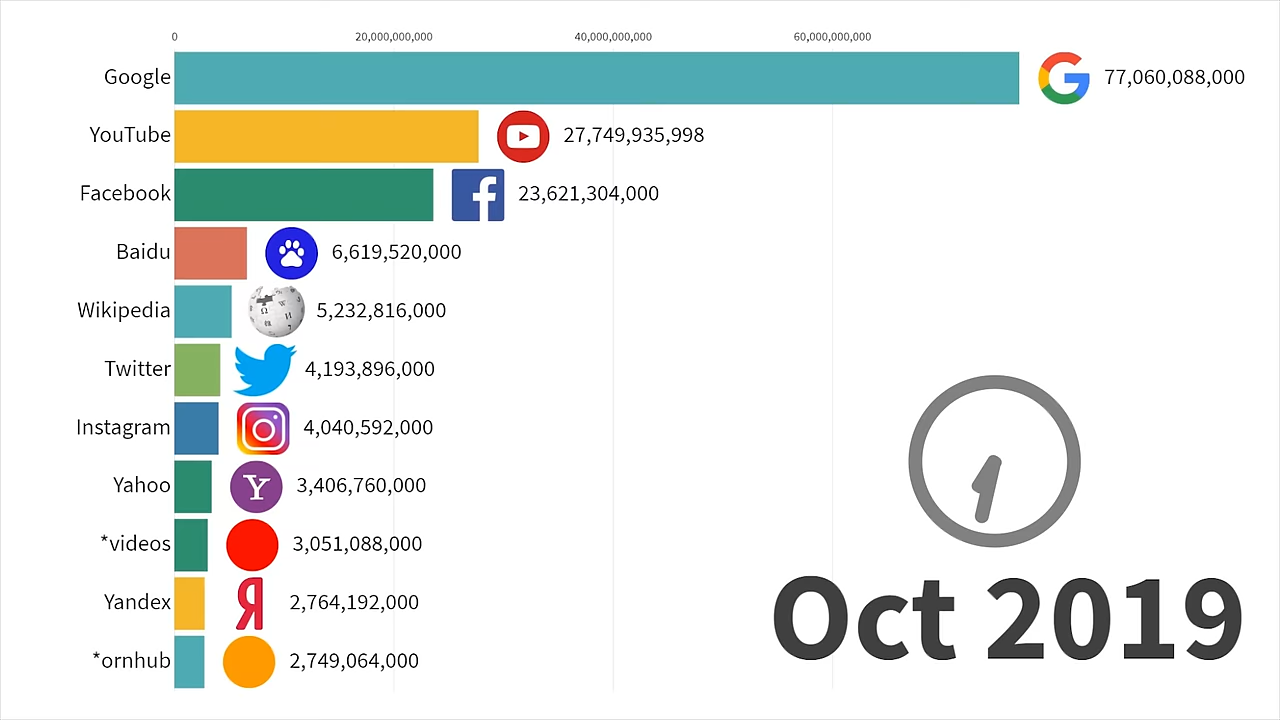 0 20,000,000,000 40,000,000,000 60,000,000,000
Google 77,060,088,000
YouTube 27,749,935,998
Facebook 23,621,304,000
Baidu 6,619,520,000
Wikipedia 5,232,816,000
Twitter 4,193,896,000
Instagram 4,040,592,000
Yahoo 3,406,760,000
*videos 3,051,088,000
Yandex 2,764,192,000
*ornhub 2,749,064,000
Oct 2019